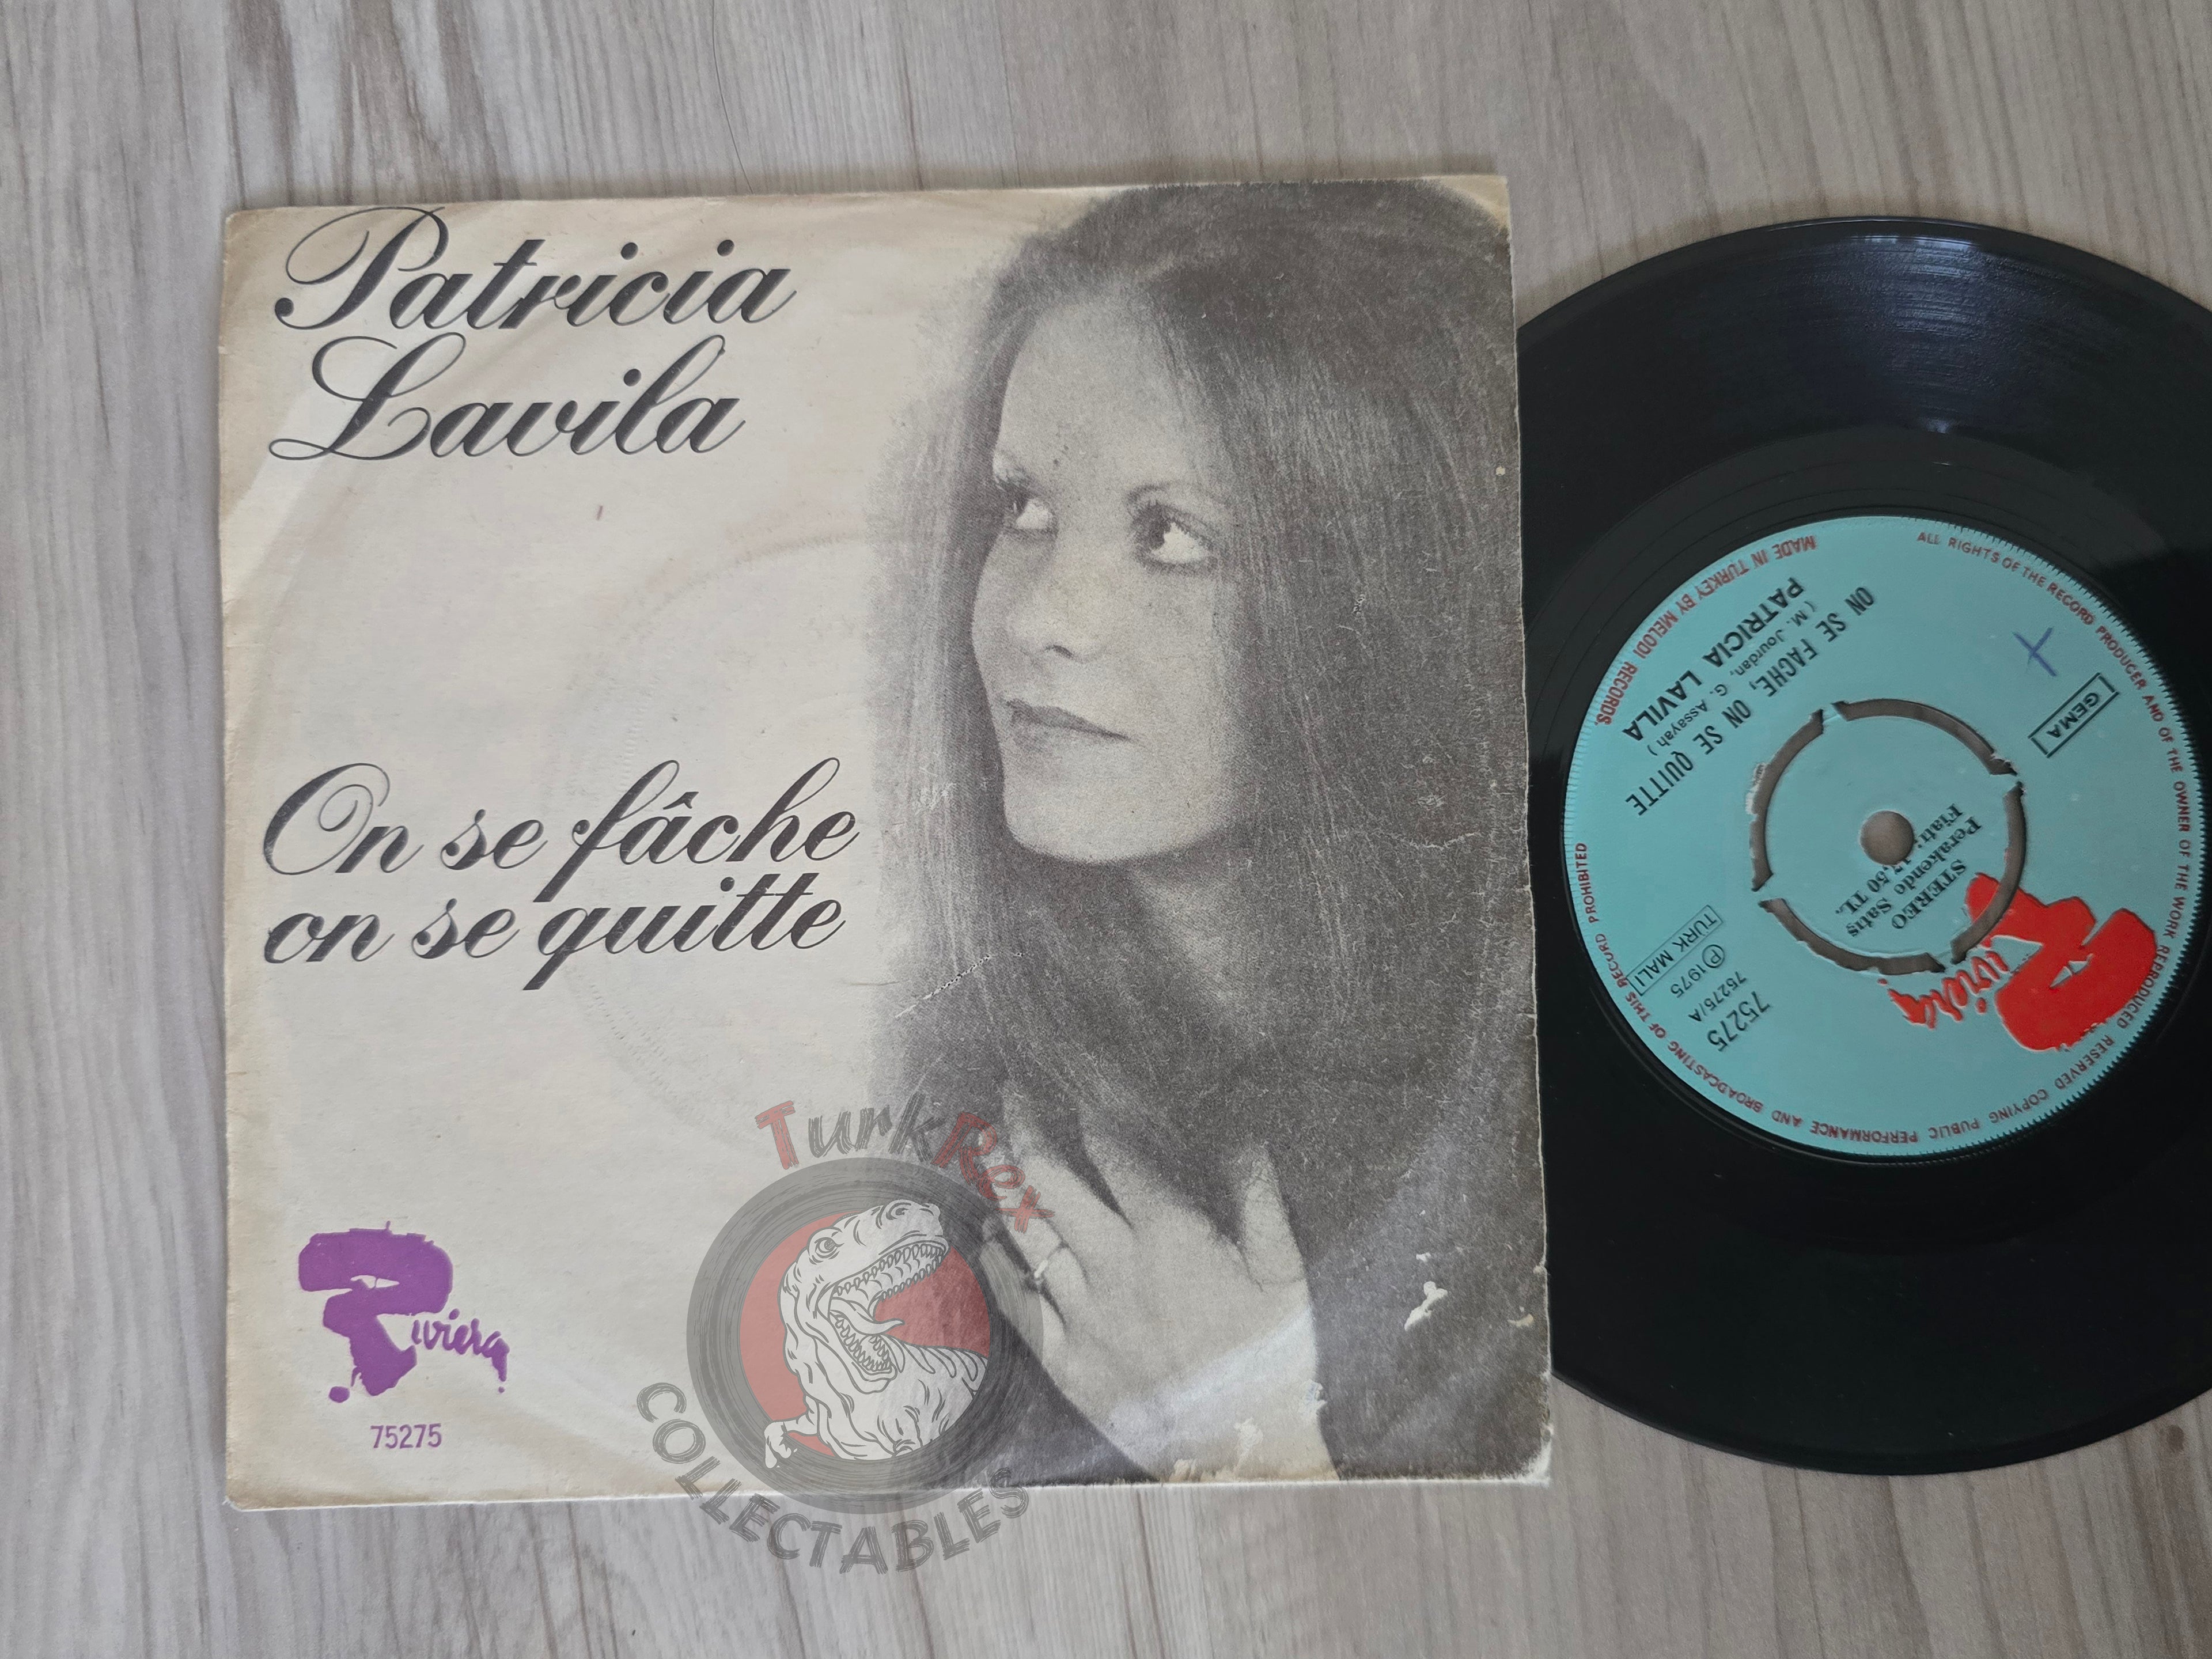 Patricia
Lavila
On se fâche
on se quitte
Riviera
75275
TurkRex
COLLECTABLES
MADE IN TURKEY BY MELODI RECORDS.
ALL RIGHTS OF THE RECORD PRODUCER AND OF THE OWNER OF THE WORK REPRODUCED RESERVED COPYING PUBLIC PERFORMANCE AND BROADCASTING OF THIS RECORD PROHIBITED
ON SE FACHE, ON SE QUITTE
( M. Jourdan, G. Assayah )
PATRICIA LAVILA
GEMA
STEREO
Perakende Satış
TL.
Riviera
TURK MALI
℗ 1975
75275/A
75275
X